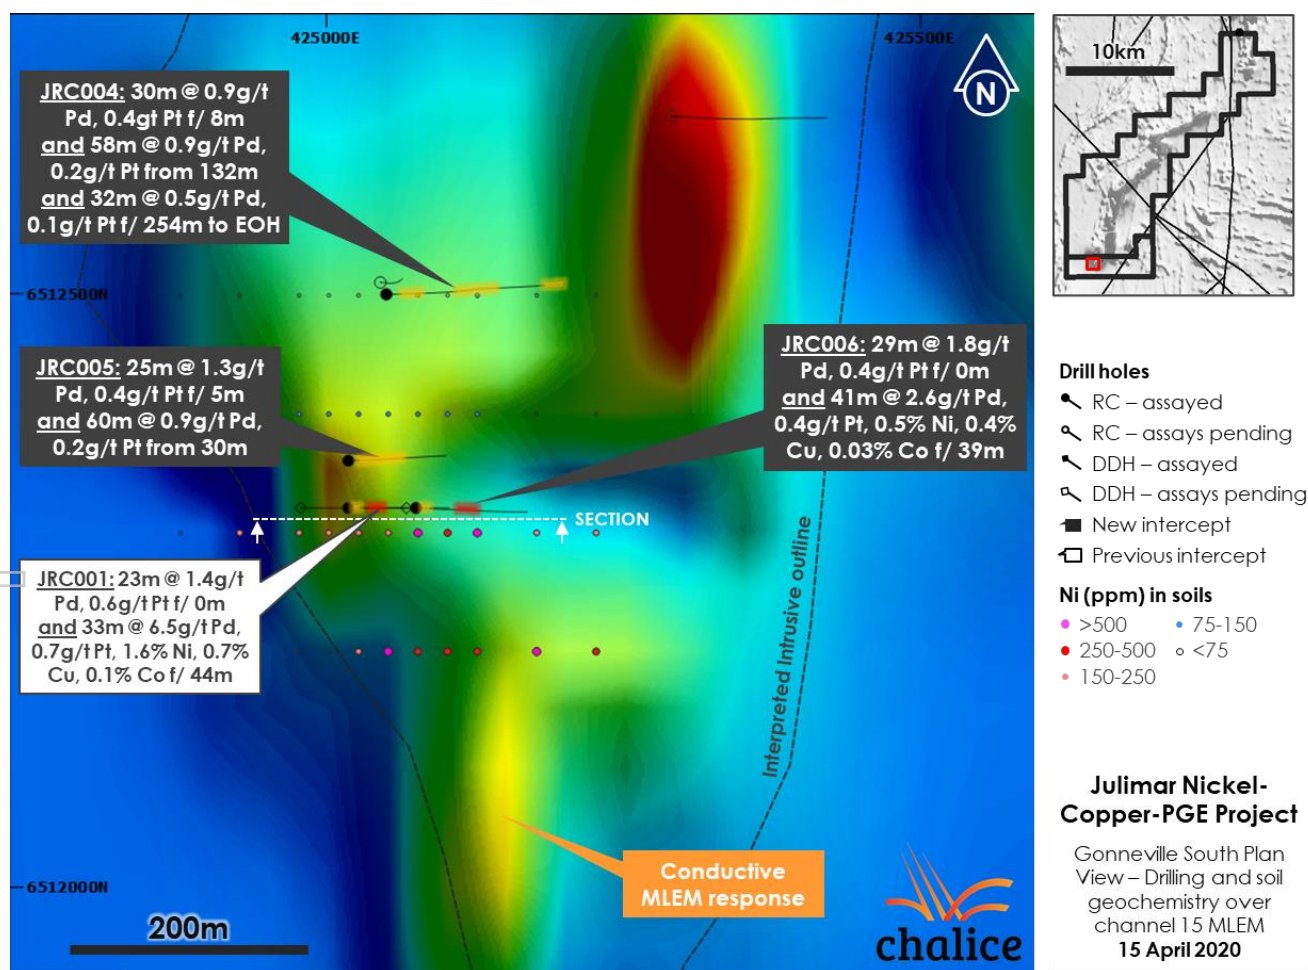 425000E
425500E
N
JRC004: 30m @ 0.9g/t
Pd, 0.4gt Pt f/ 8m
and 58m @ 0.9g/t Pd,
0.2g/t Pt from 132m
and 32m @ 0.5g/t Pd,
0.1g/t Pt f/ 254m to EOH
6512500N
JRC005: 25m @ 1.3g/t
Pd, 0.4g/t Pt f/ 5m
and 60m @ 0.9g/t Pd,
0.2g/t Pt from 30m
JRC006: 29m @ 1.8g/t
Pd, 0.4g/t Pt f/ 0m
and 41m @ 2.6g/t Pd,
0.4g/t Pt, 0.5% Ni, 0.4%
Cu, 0.03% Co f/ 39m
SECTION
JRC001: 23m @ 1.4g/t
Pd, 0.6g/t Pt f/ 0m
and 33m @ 6.5g/t Pd,
0.7g/t Pt, 1.6% Ni, 0.7%
Cu, 0.1% Co f/ 44m
Interpreted Intrusive outline
Conductive
MLEM response
6512000N
200m
chalice
10km
Drill holes
RC – assayed
RC – assays pending
DDH – assayed
DDH – assays pending
New intercept
Previous intercept
Ni (ppm) in soils
>500
75-150
250-500
<75
150-250
Julimar Nickel-
Copper-PGE Project
Gonneville South Plan
View – Drilling and soil
geochemistry over
channel 15 MLEM
15 April 2020